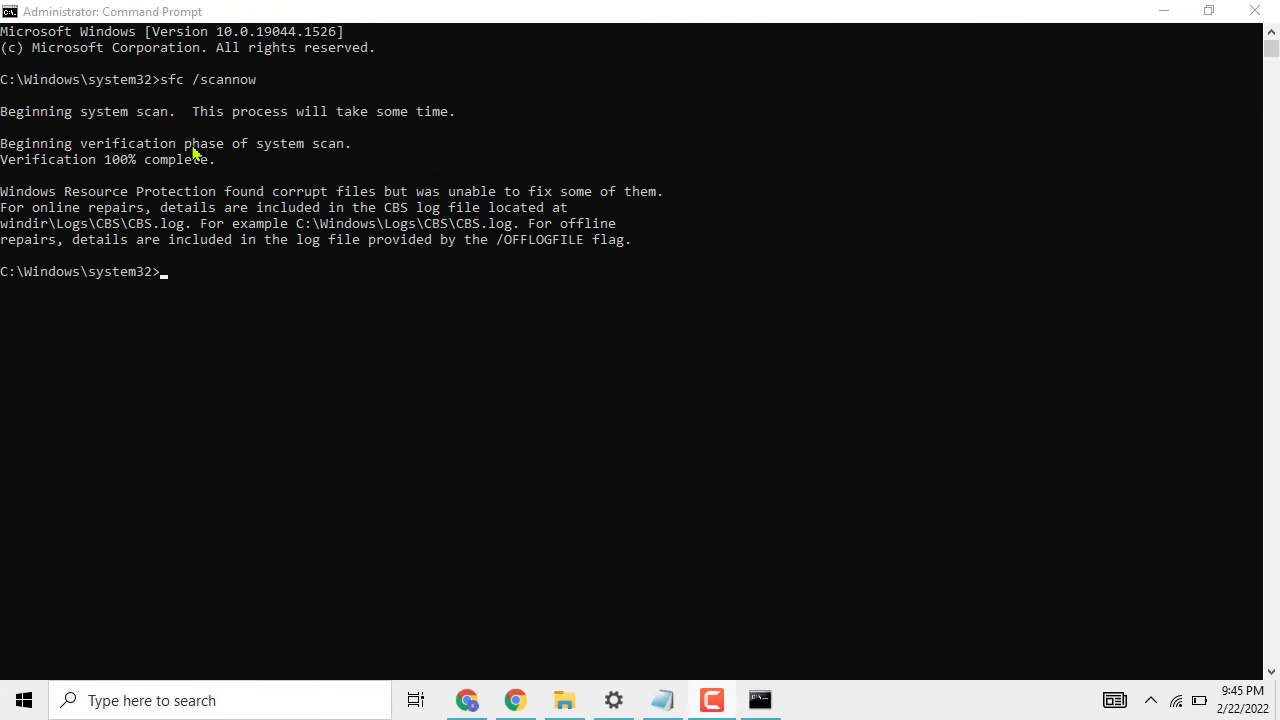 Administrator: Command Prompt
Microsoft Windows [Version 10.0.19044.1526]
(c) Microsoft Corporation. All rights reserved.
C:\Windows\system32>sfc /scannow
Beginning system scan.  This process will take some time.
Beginning verification phase of system scan.
Verification 100% complete.
Windows Resource Protection found corrupt files but was unable to fix some of them.
For online repairs, details are included in the CBS log file located at
windir\Logs\CBS\CBS.log. For example C:\Windows\Logs\CBS\CBS.log. For offline
repairs, details are included in the log file provided by the /OFFLOGFILE flag.
C:\Windows\system32>
Type here to search
9:45 PM
2/22/2022